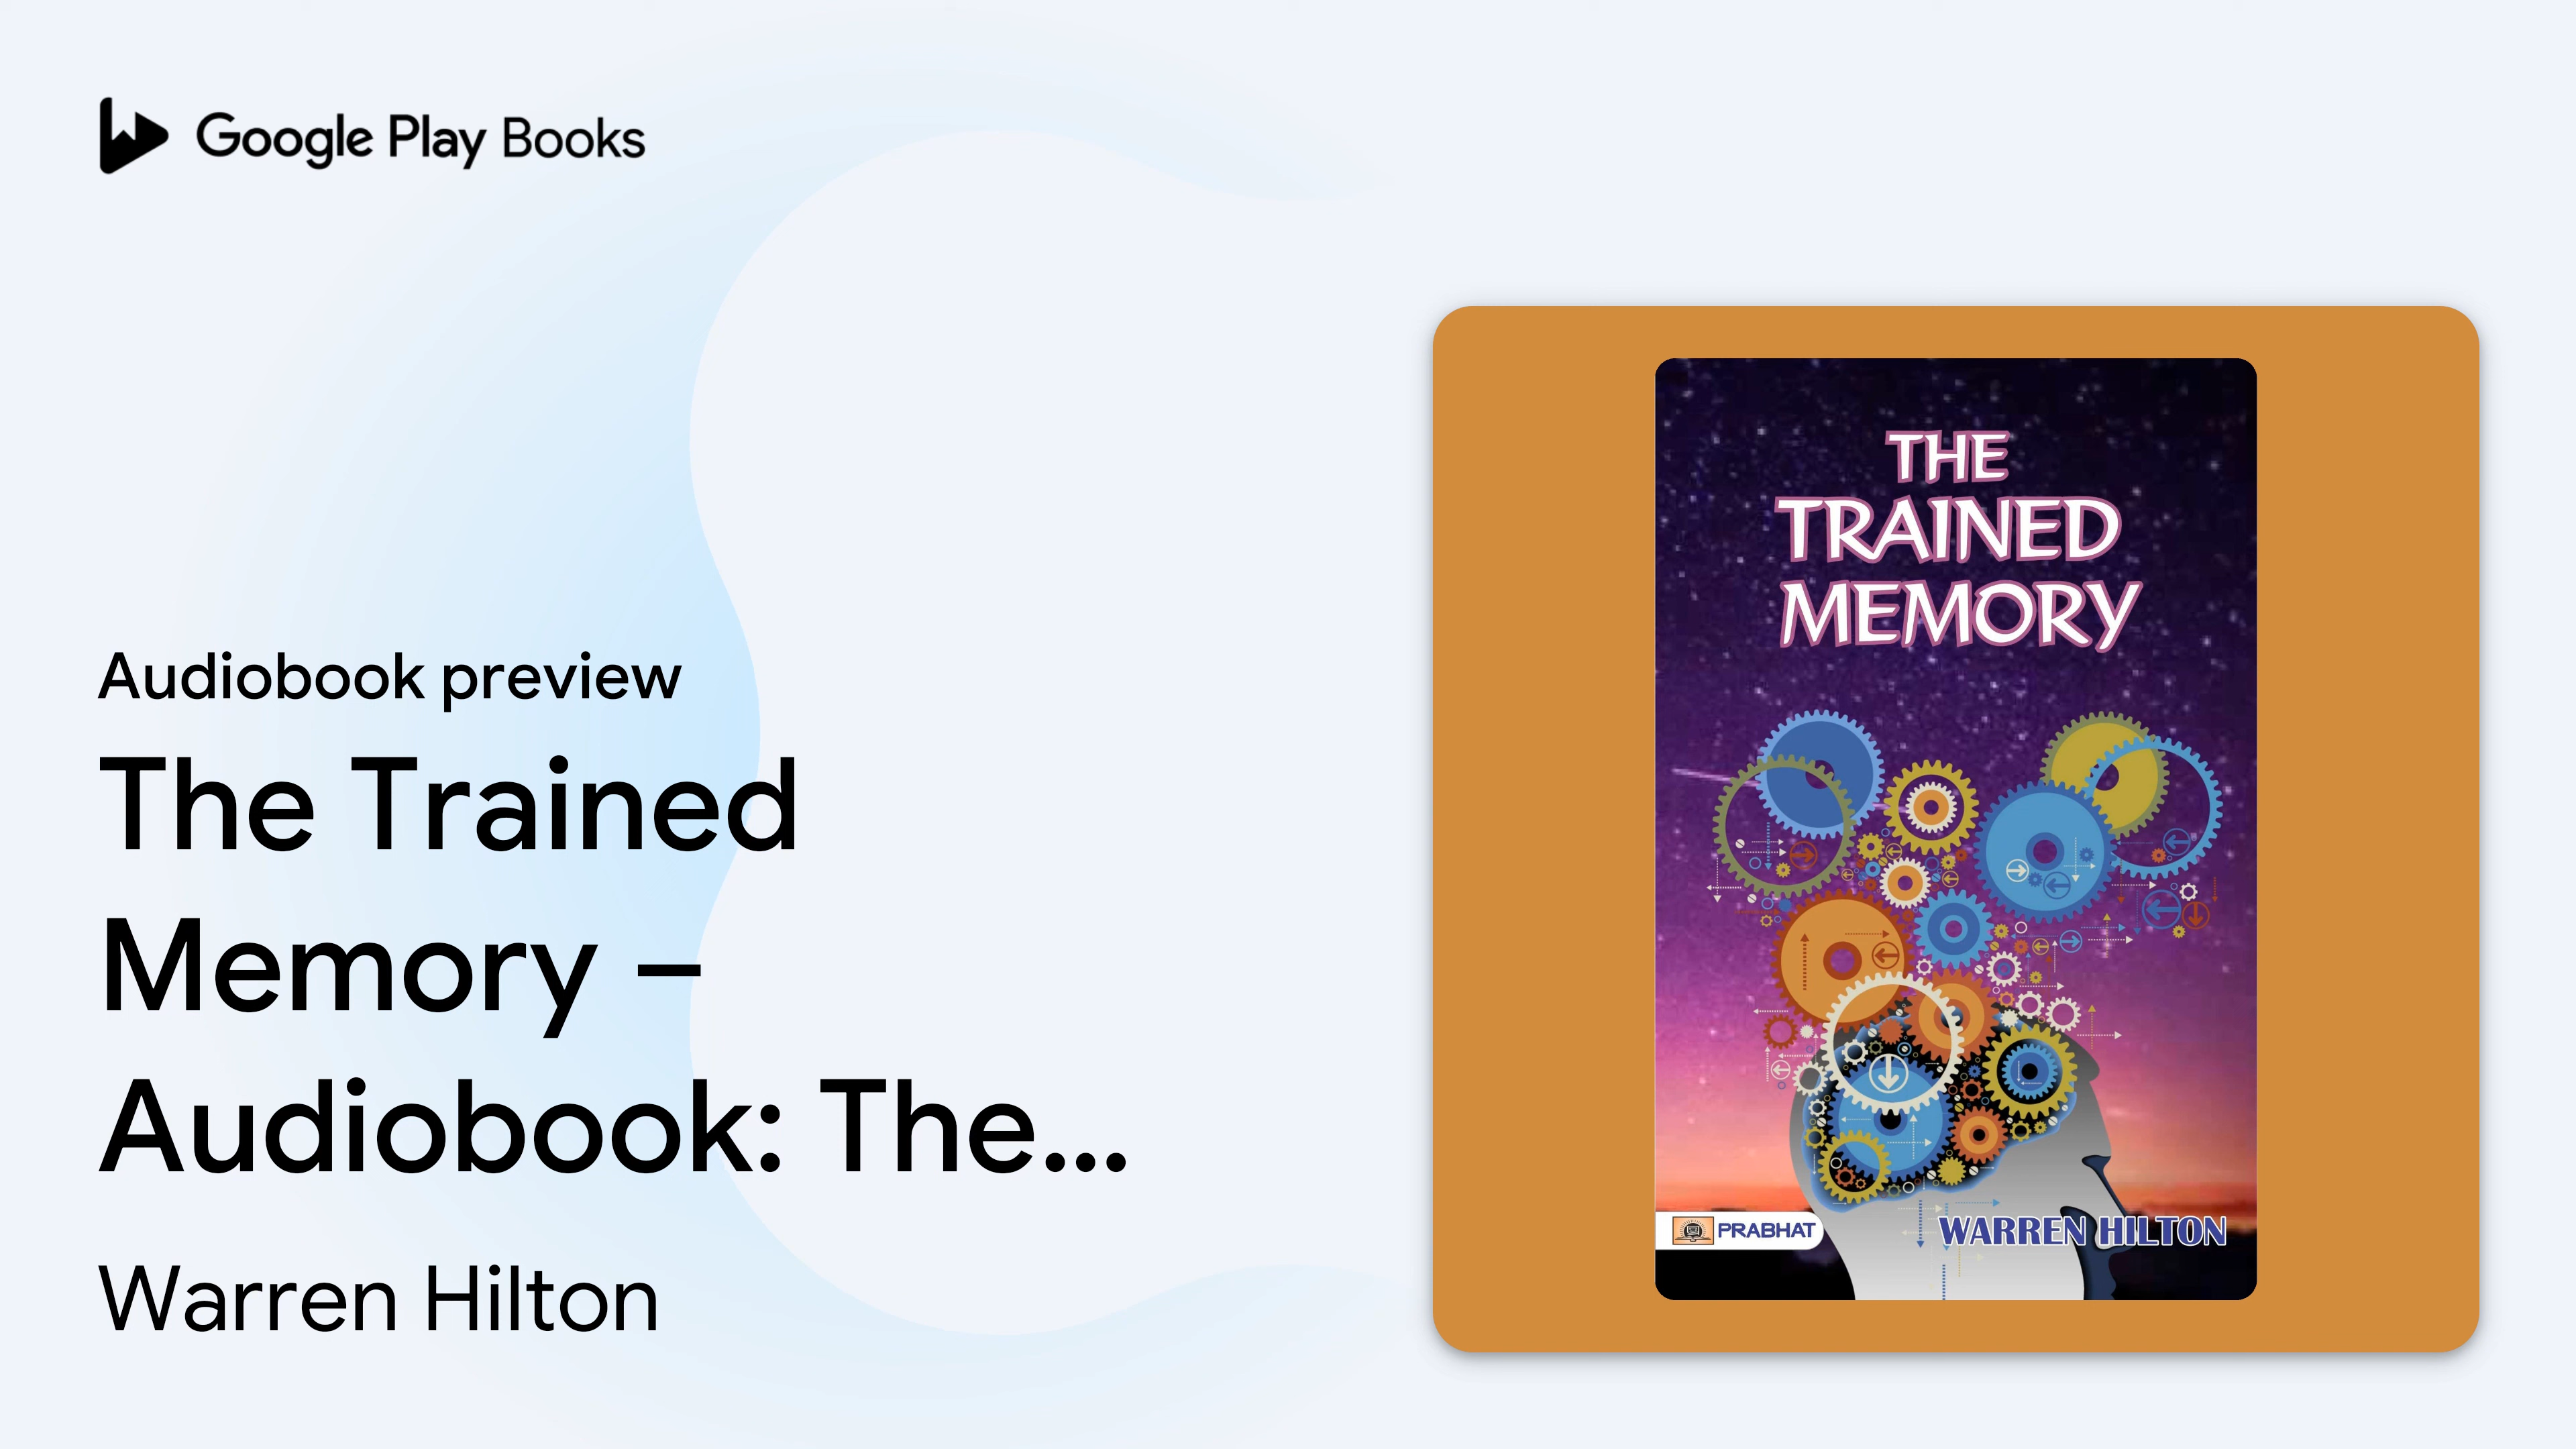 Google Play Books
Audiobook preview
The Trained
Memory –
Audiobook: The...
Warren Hilton
THE
TRAINED
MEMORY
PRABHAT
WARREN HILTON